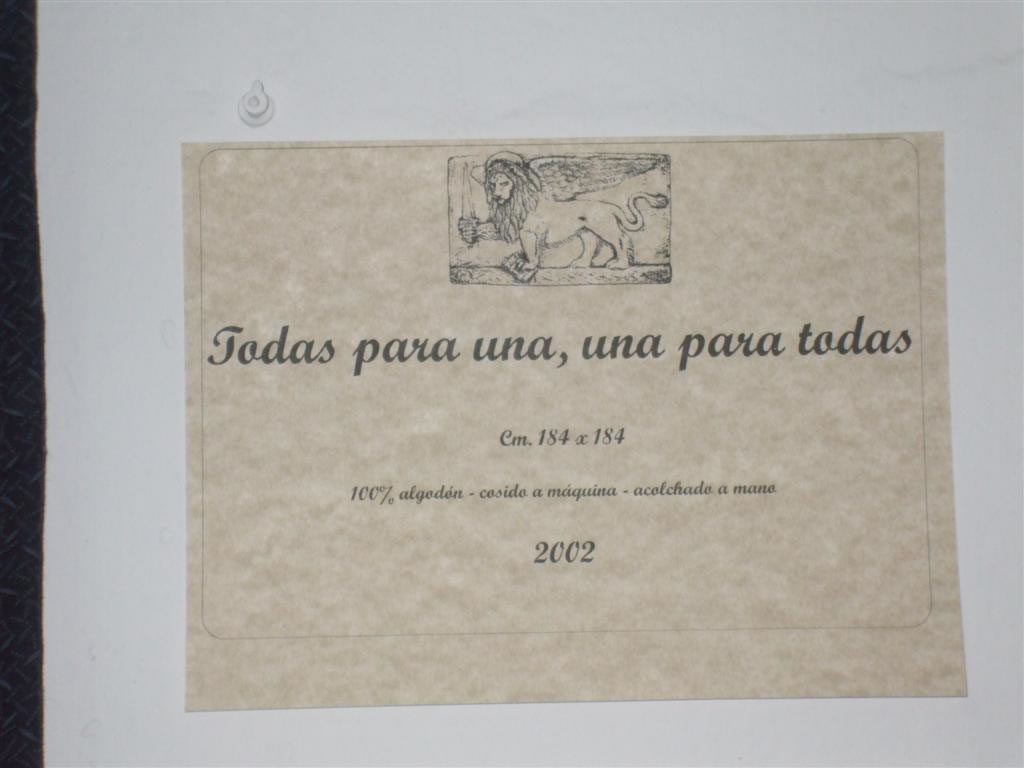 Todas para una, una para todas
Cm. 184 x 184
100% algodón - cosido a máquina - acolchado a mano
2002